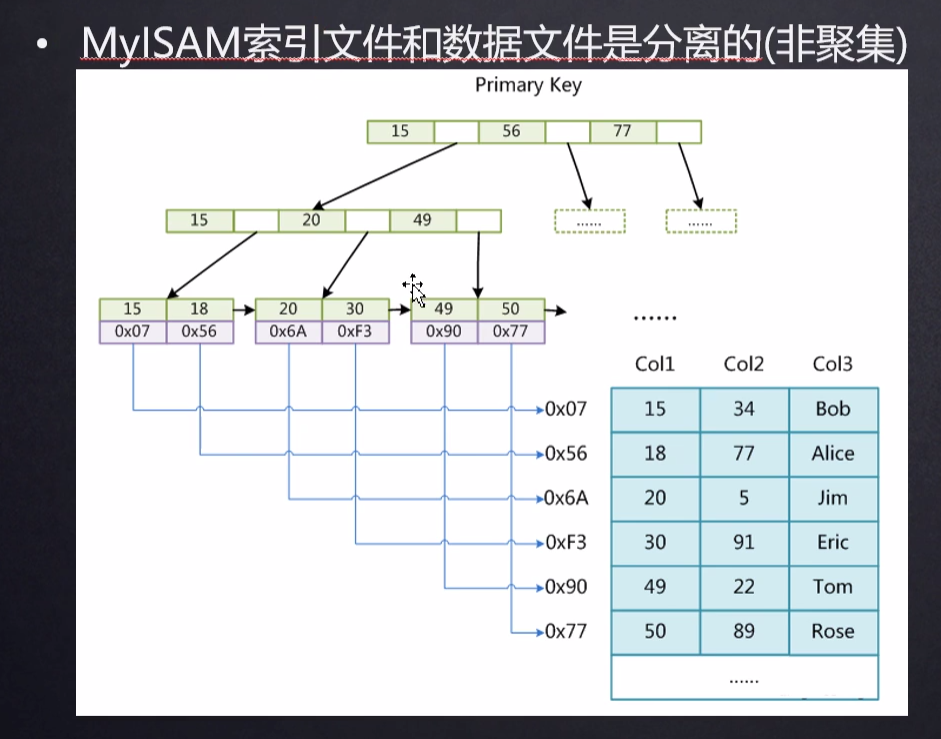 • MyISAM索引文件和数据文件是分离的(非聚集)
Primary Key
15 56 77
15 20 49 ...... ......
15 18 20 30 49 50
0x07 0x56 0x6A 0xF3 0x90 0x77
......
Col1 Col2 Col3
0x07 15 34 Bob
0x56 18 77 Alice
0x6A 20 5 Jim
0xF3 30 91 Eric
0x90 49 22 Tom
0x77 50 89 Rose
......